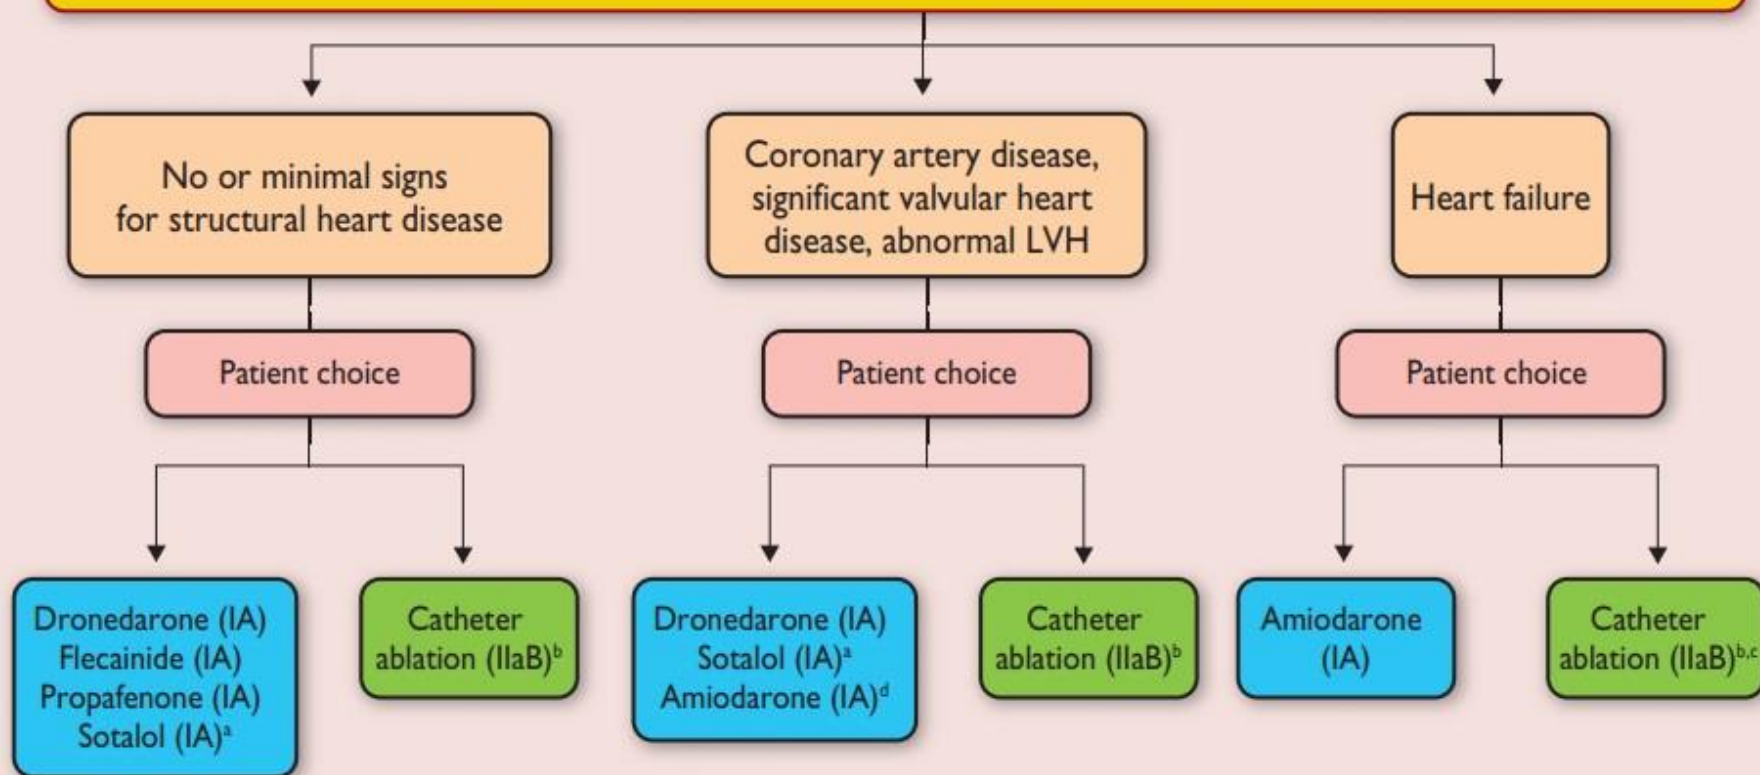 No or minimal signs
for structural heart disease
Coronary artery disease,
significant valvular heart
disease, abnormal LVH
Heart failure
Patient choice
Patient choice
Patient choice
Dronedarone (IA)
Flecainide (IA)
Propafenone (IA)
Sotalol (IA)ᵃ
Catheter
ablation (IIaB)ᵇ
Dronedarone (IA)
Sotalol (IA)ᵃ
Amiodarone (IA)ᵈ
Catheter
ablation (IIaB)ᵇ
Amiodarone
(IA)
Catheter
ablation (IIaB)ᵇ,ᶜ